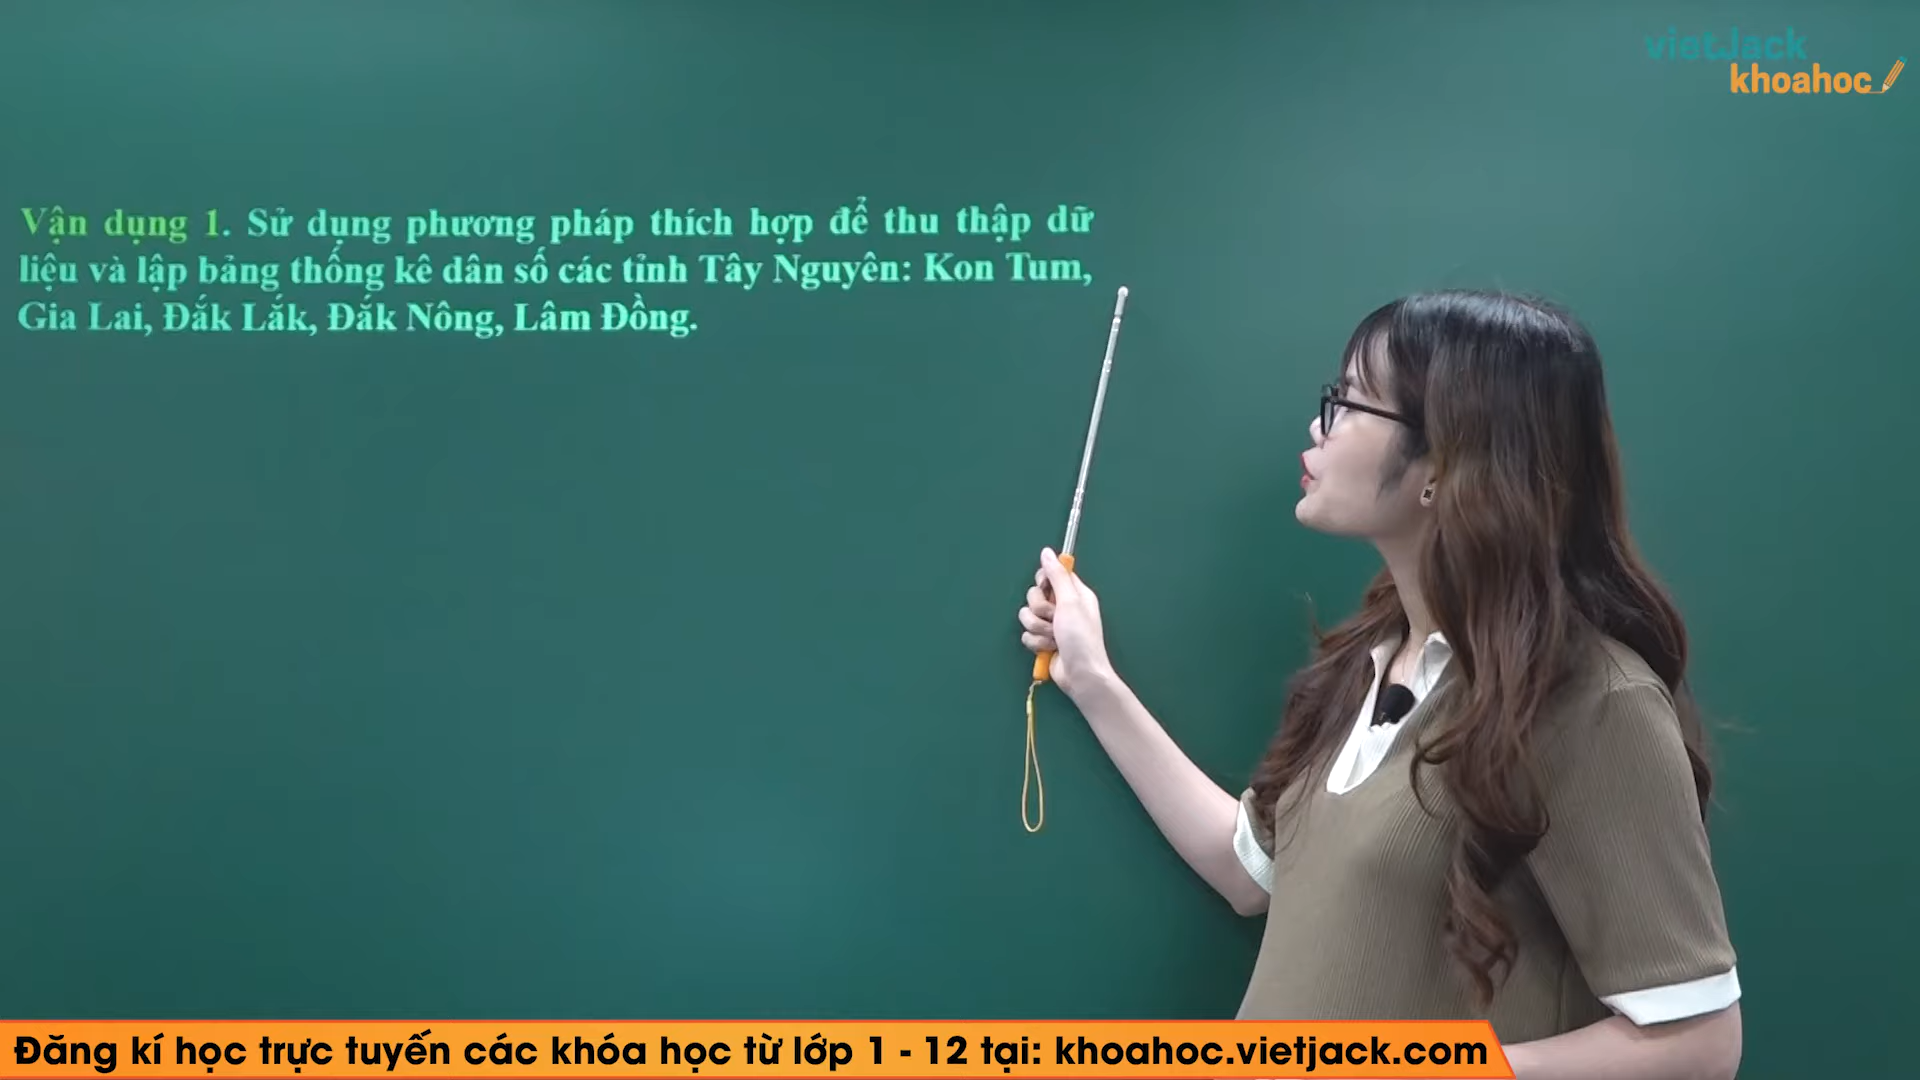 vietJack
khoahoc
Vận dụng 1. Sử dụng phương pháp thích hợp để thu thập dữ
liệu và lập bảng thống kê dân số các tỉnh Tây Nguyên: Kon Tum,
Gia Lai, Đắk Lắk, Đắk Nông, Lâm Đồng.
Đăng kí học trực tuyến các khóa học từ lớp 1 - 12 tại: khoahoc.vietjack.com